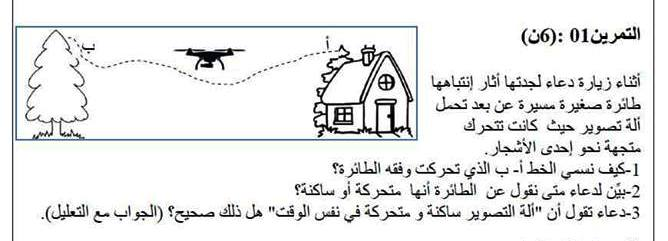 التمرين01 :(6ن)
أ
ب
أثناء زيارة دعاء لجدتها أثار إنتباهها
طائرة صغيرة مسيرة عن بعد تحمل
ألة تصوير حيث كانت تتحرك
متجهة نحو إحدى الأشجار.
1-كيف نسمي الخط أ- ب الذي تحركت وفقه الطائرة؟
2-بيّن لدعاء متى نقول عن الطائرة أنها متحركة أو ساكنة؟
3-دعاء تقول أن "ألة التصوير ساكنة و متحركة في نفس الوقت" هل ذلك صحيح؟ (الجواب مع التعليل).